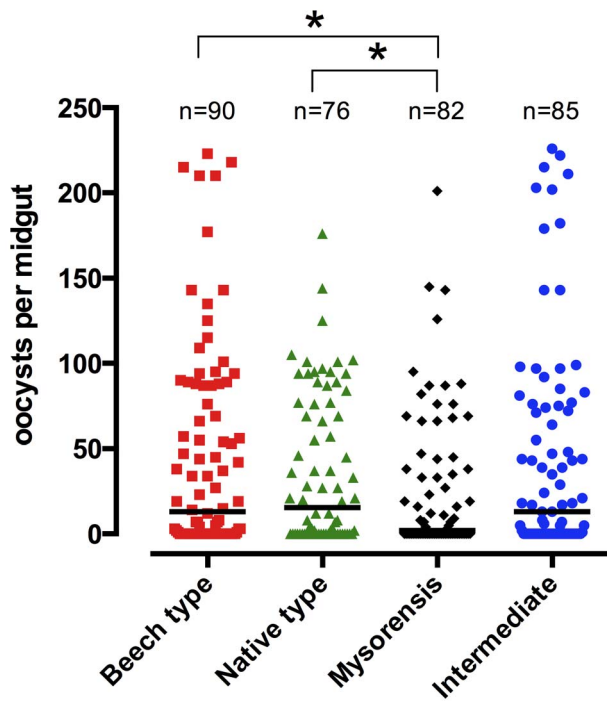 *
*
n=90 n=76 n=82 n=85
250
200
150
100
50
0
oocysts per midgut
Beech type
Native type
Mysorensis
Intermediate